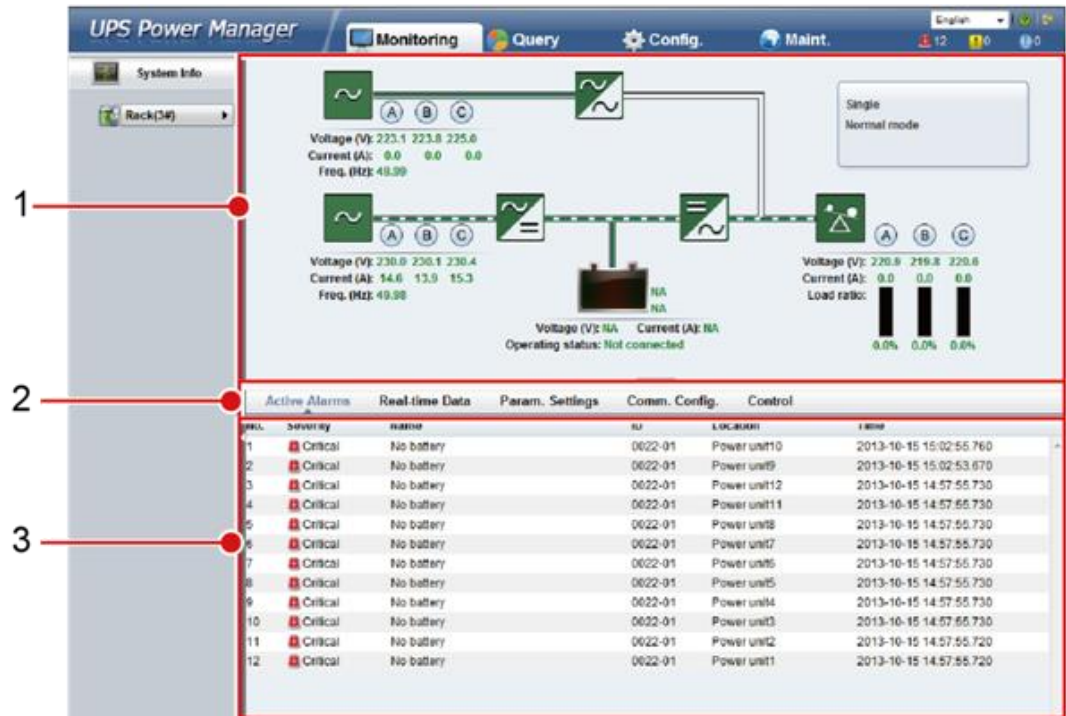 UPS Power Manager
Monitoring Query Config. Maint.
English
12 0 0
System Info
Rack(3#)
A B C
Voltage (V): 223.1 223.8 225.0
Current (A): 0.0 0.0 0.0
Freq. (Hz): 49.99
Single
Normal mode
1
A B C
Voltage (V): 230.0 230.1 230.4
Current (A): 14.6 13.9 15.3
Freq. (Hz): 49.98
NA
NA
Voltage (V): NA Current (A): NA
Operating status: Not connected
A B C
Voltage (V): 220.9 219.8 220.6
Current (A): 0.0 0.0 0.0
Load ratio:
0.0% 0.0% 0.0%
2
Active Alarms Real-time Data Param. Settings Comm. Config. Control
No. Severity Name ID Location Time
1 Critical No battery 0022-01 Power unit10 2013-10-15 15:02:55.760
2 Critical No battery 0022-01 Power unit9 2013-10-15 15:02:53.670
3 Critical No battery 0022-01 Power unit12 2013-10-15 14:57:55.730
4 Critical No battery 0022-01 Power unit11 2013-10-15 14:57:55.730
5 Critical No battery 0022-01 Power unit8 2013-10-15 14:57:55.730
3
6 Critical No battery 0022-01 Power unit7 2013-10-15 14:57:55.730
7 Critical No battery 0022-01 Power unit6 2013-10-15 14:57:55.730
8 Critical No battery 0022-01 Power unit5 2013-10-15 14:57:55.730
9 Critical No battery 0022-01 Power unit4 2013-10-15 14:57:55.730
10 Critical No battery 0022-01 Power unit3 2013-10-15 14:57:55.730
11 Critical No battery 0022-01 Power unit2 2013-10-15 14:57:55.720
12 Critical No battery 0022-01 Power unit1 2013-10-15 14:57:55.720